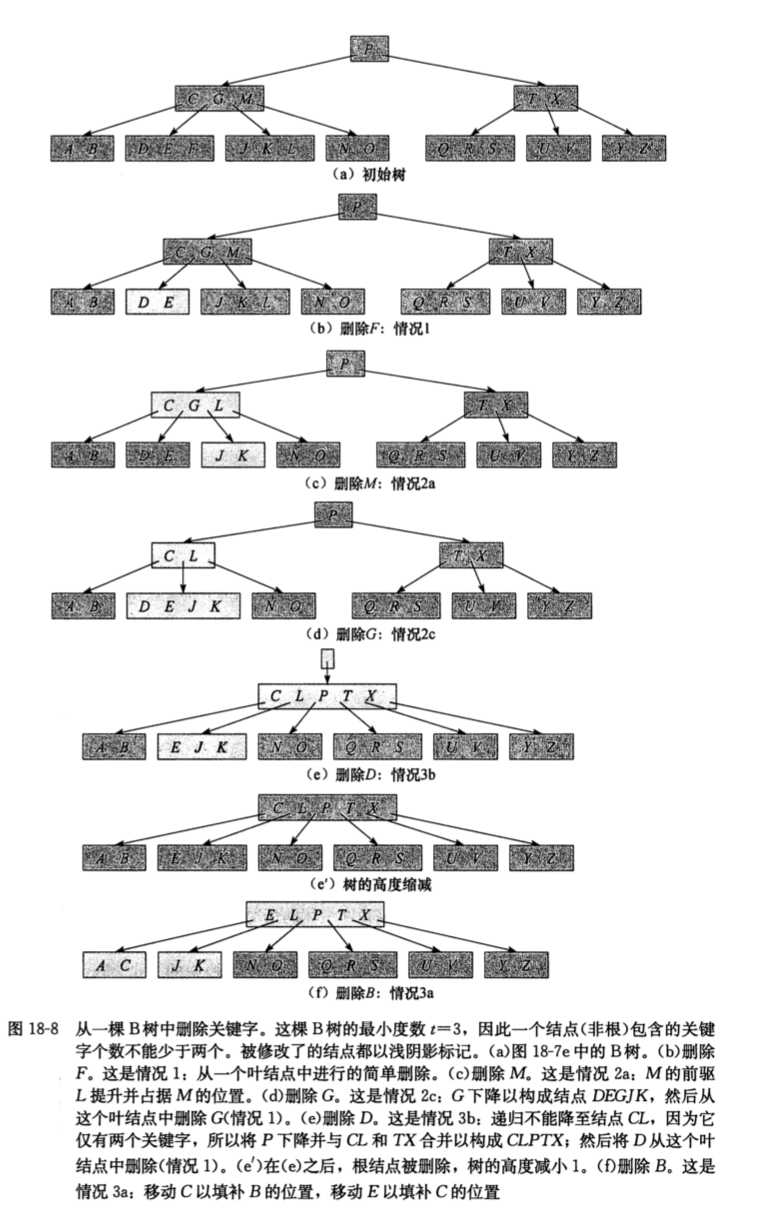 P
C G M T X
A B D E F J K L N O Q R S U V Y Z
(a) 初始树
P
C G M T X
A B D E J K L N O Q R S U V Y Z
(b) 删除F：情况1
P
C G L T X
A B D E J K N O Q R S U V Y Z
(c) 删除M：情况2a
P
C L T X
A B D E J K N O Q R S U V Y Z
(d) 删除G：情况2c
C L P T X
A B E J K N O Q R S U V Y Z
(e) 删除D：情况3b
C L P T X
A B E J K N O Q R S U V Y Z
(e′) 树的高度缩减
E L P T X
A C J K N O Q R S U V Y Z
(f) 删除B：情况3a
图 18-8 从一棵 B 树中删除关键字。这棵 B 树的最小度数 t=3，因此一个结点(非根)包含的关键
字个数不能少于两个。被修改了的结点都以浅阴影标记。(a)图 18-7e 中的 B 树。(b)删除
F。这是情况 1：从一个叶结点中进行的简单删除。(c)删除 M。这是情况 2a：M 的前驱
L 提升并占据 M 的位置。(d)删除 G。这是情况 2c：G 下降以构成结点 DEGJK，然后从
这个叶结点中删除 G(情况 1)。(e)删除 D。这是情况 3b：递归不能降至结点 CL，因为它
仅有两个关键字，所以将 P 下降并与 CL 和 TX 合并以构成 CLPTX；然后将 D 从这个叶
结点中删除(情况 1)。(e′)在(e)之后，根结点被删除，树的高度减小 1。(f)删除 B。这是
情况 3a：移动 C 以填补 B 的位置，移动 E 以填补 C 的位置